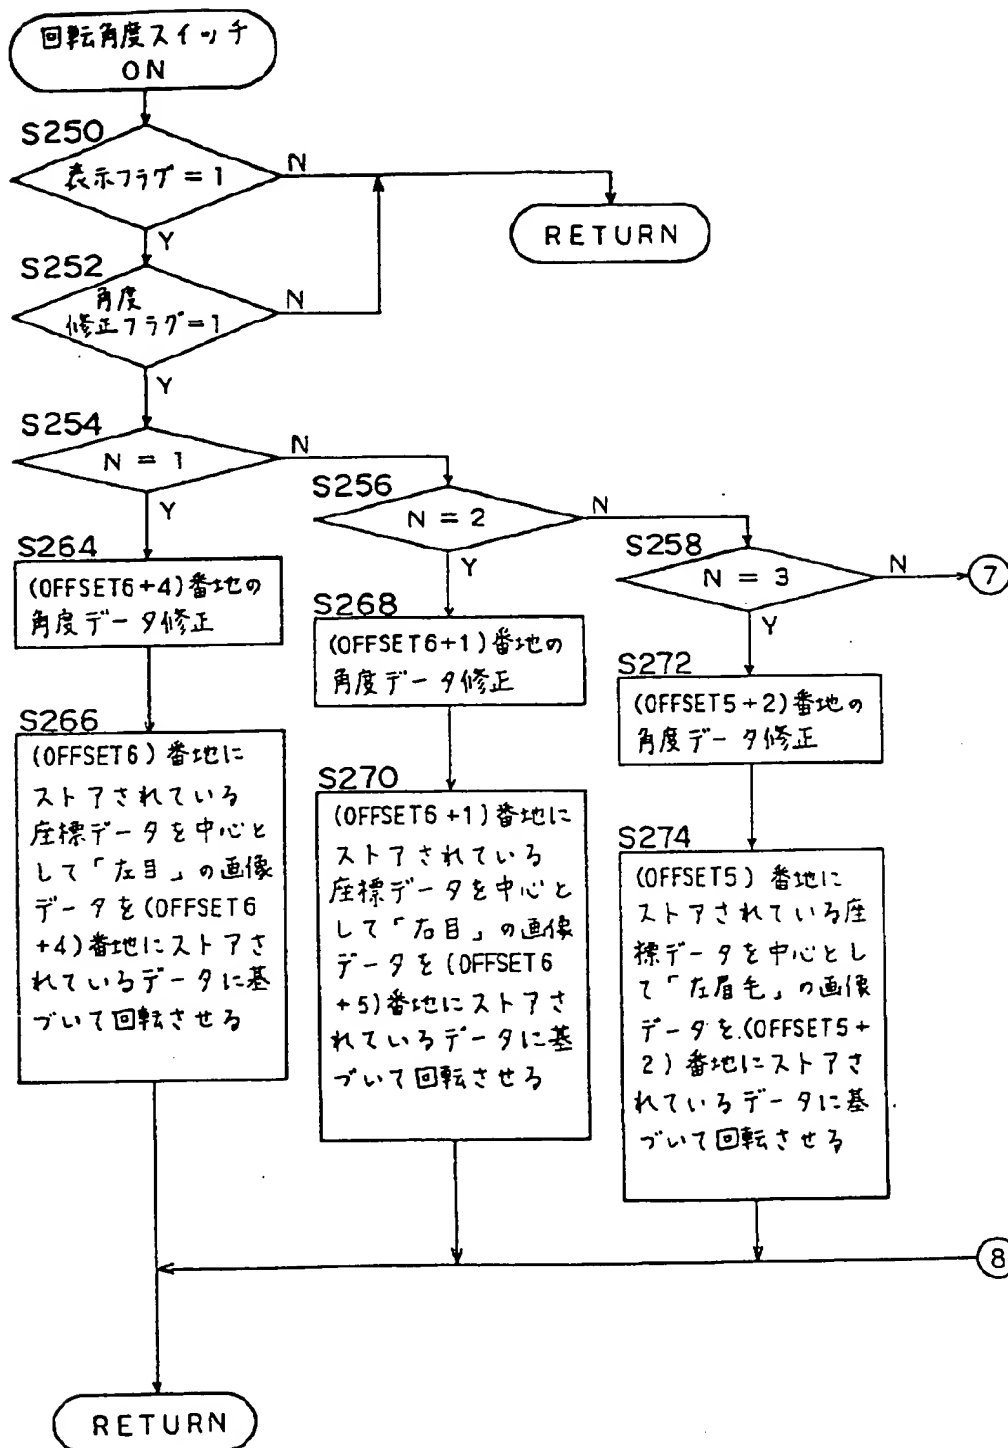 回転角度スイッチ
ON
S250
表示フラグ=1
N
Y
RETURN
S252
角度
修正フラグ=1
N
Y
S254
N = 1
N
Y
S256
N = 2
N
Y
S258
N = 3
N
7
Y
S264
(OFFSET6+4)番地の
角度データ修正
S268
(OFFSET6+1)番地の
角度データ修正
S272
(OFFSET5+2)番地の
角度データ修正
S266
(OFFSET6)番地に
ストアされている
座標データを中心と
して「左目」の画像
データを(OFFSET6
+4)番地にストアさ
れているデータに基
づいて回転させる
S270
(OFFSET6+1)番地に
ストアされている
座標データを中心と
して「右目」の画像
データを(OFFSET6
+5)番地にストアさ
れているデータに基
づいて回転させる
S274
(OFFSET5)番地に
ストアされている座
標データを中心とし
て「左眉毛」の画像
データを(OFFSET5+
2)番地にストアさ
れているデータに基
づいて回転させる
8
RETURN